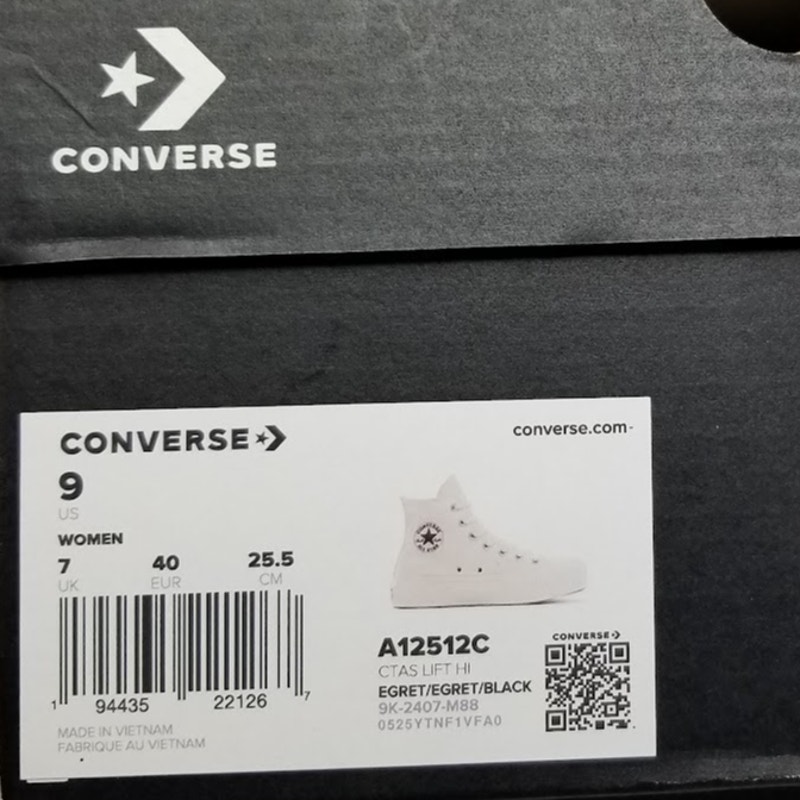 CONVERSE
CONVERSE
converse.com
9
US
WOMEN
7 40 25.5
UK EUR CM
1 94435 22126 7
MADE IN VIETNAM
FABRIQUE AU VIETNAM
A12512C
CTAS LIFT HI
EGRET/EGRET/BLACK
9K-2407-M88
0525YTNF1VFA0
CONVERSE